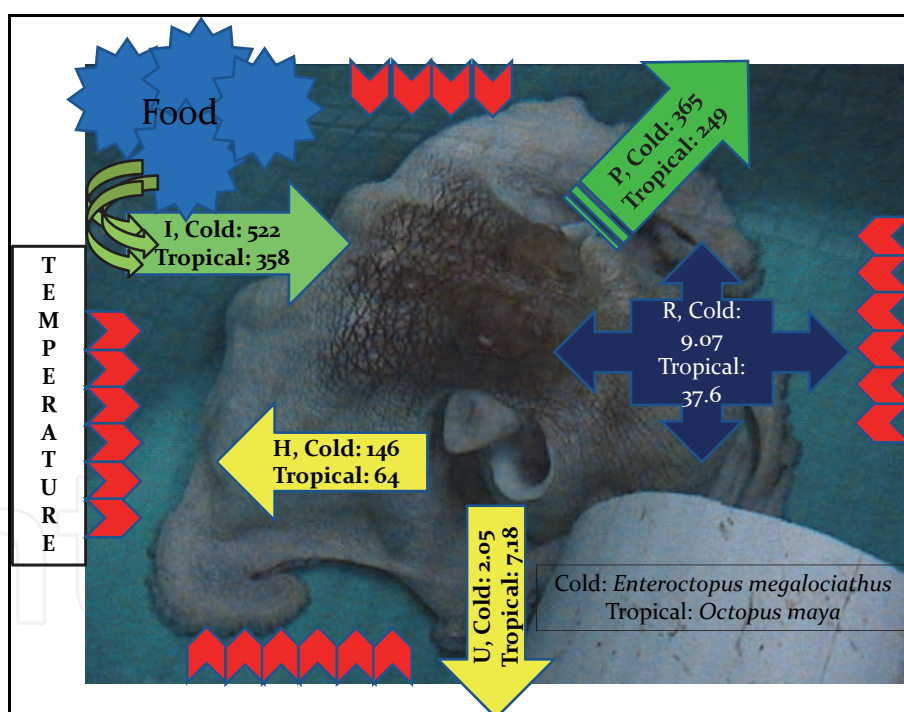 Food
I, Cold: 522
Tropical: 358
P, Cold: 365
Tropical: 249
TEMPERATURE
R, Cold:
9.07
Tropical:
37.6
H, Cold: 146
Tropical: 64
U, Cold: 2.05
Tropical: 7.18
Cold: Enteroctopus megalociathus
Tropical: Octopus maya